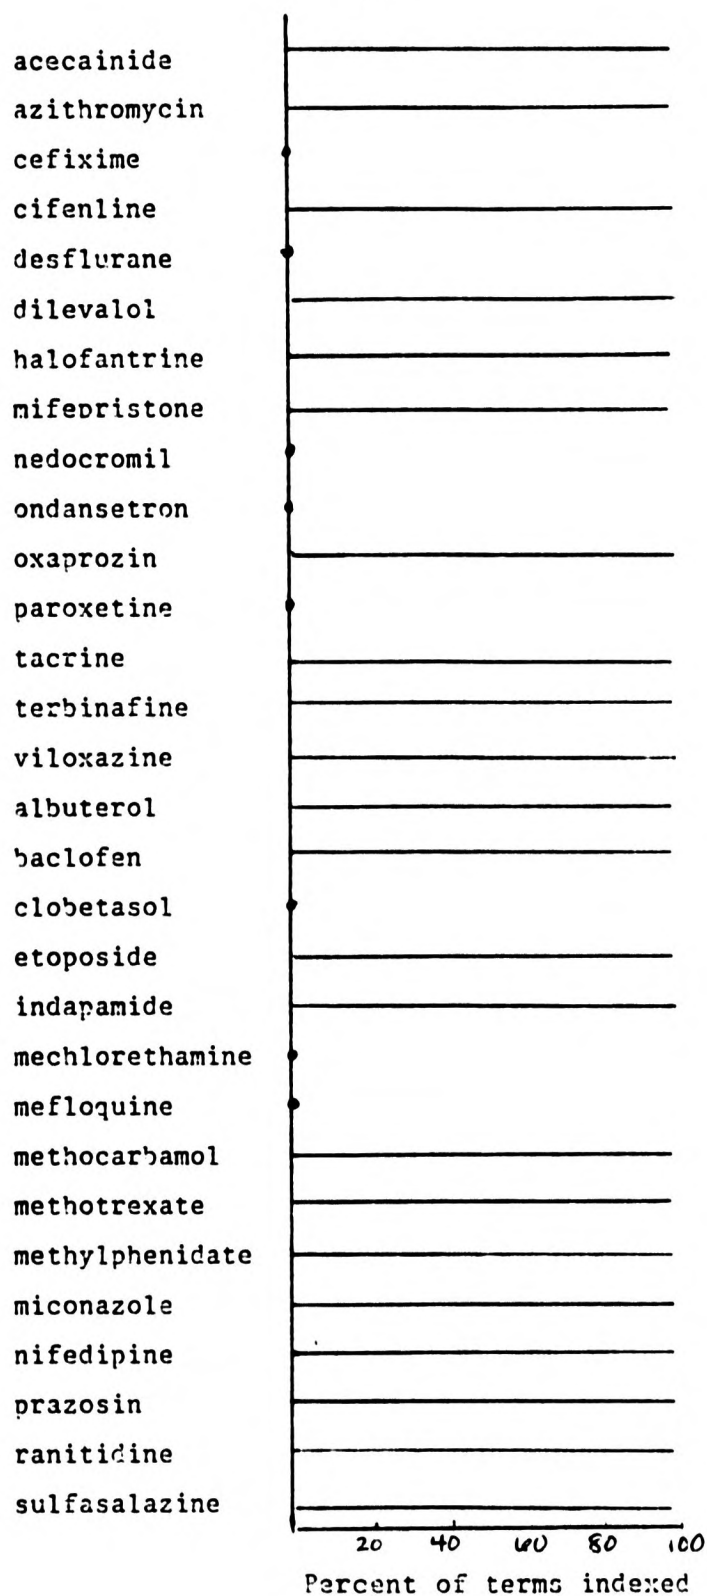 acecainide
azithromycin
cefixime
cifenline
desflurane
dilevalol
halofantrine
mifepristone
nedocromil
ondansetron
oxaprozin
paroxetine
tacrine
terbinafine
viloxazine
albuterol
baclofen
clobetasol
etoposide
indapamide
mechlorethamine
mefloquine
methocarbamol
methotrexate
methylphenidate
miconazole
nifedipine
prazosin
ranitidine
sulfasalazine
20 40 60 80 100
Percent of terms indexed